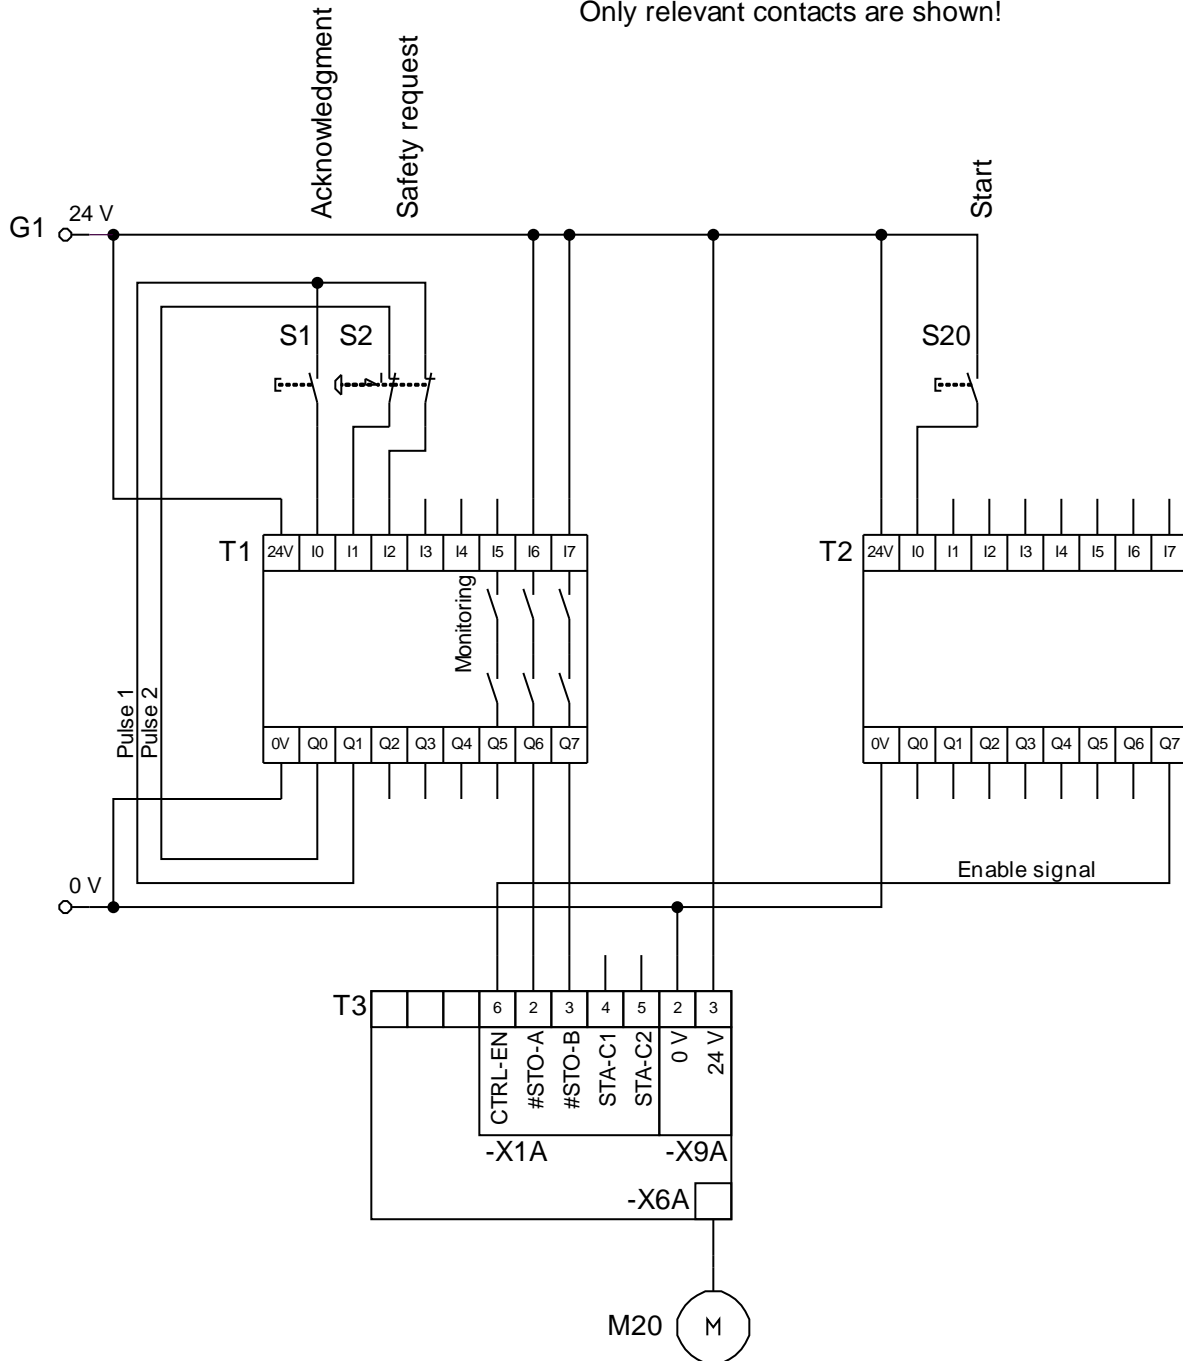 Only relevant contacts are shown!
Acknowledgment
Safety request
Start
G1
24 V
S1
S2
S20
T1
24V I0 I1 I2 I3 I4 I5 I6 I7
T2
24V I0 I1 I2 I3 I4 I5 I6 I7
Monitoring
Pulse 1
Pulse 2
0V Q0 Q1 Q2 Q3 Q4 Q5 Q6 Q7
0V Q0 Q1 Q2 Q3 Q4 Q5 Q6 Q7
Enable signal
0 V
T3
6 2 3 4 5 2 3
CTRL-EN
#STO-A
#STO-B
STA-C1
STA-C2
0 V
24 V
-X1A
-X9A
-X6A
M20
M